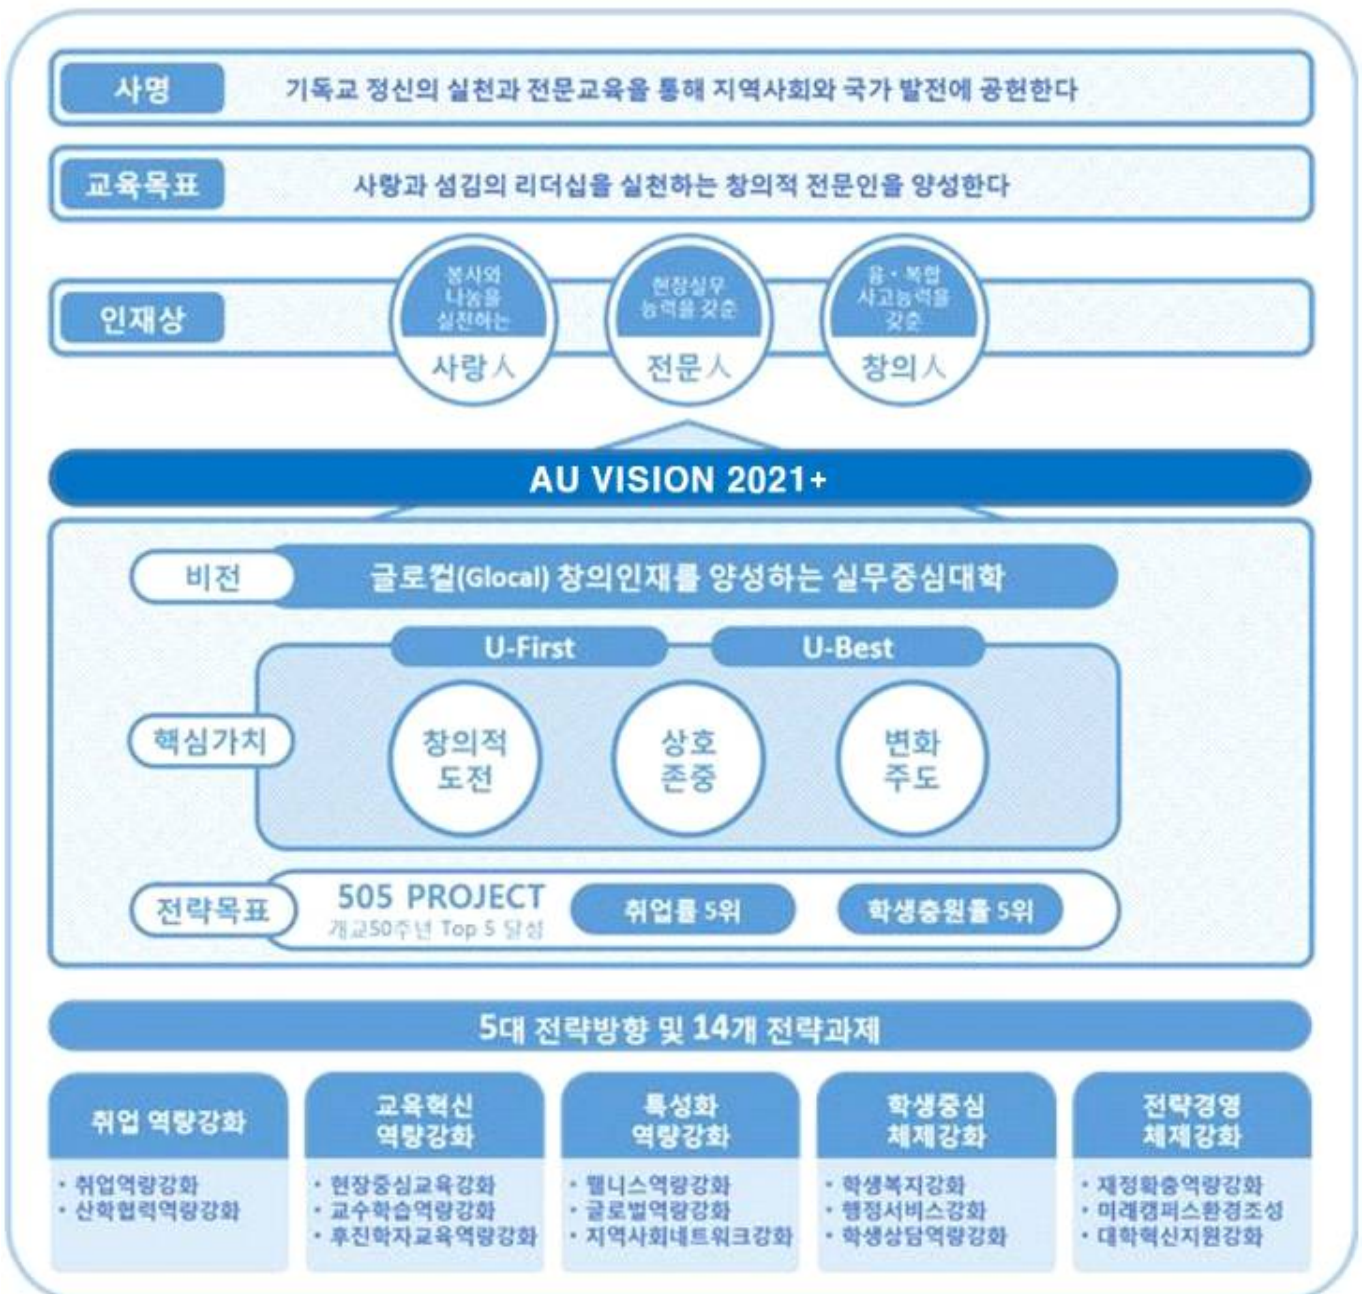 사명
기독교 정신의 실천과 전문교육을 통해 지역사회와 국가 발전에 공헌한다
교육목표
사랑과 섬김의 리더십을 실천하는 창의적 전문인을 양성한다
인재상
봉사와
나눔을
실천하는
사랑人
현장실무
능력을 갖춘
전문人
융·복합
사고능력을
갖춘
창의人
AU VISION 2021+
비전
글로컬(Glocal) 창의인재를 양성하는 실무중심대학
U-First
U-Best
핵심가치
창의적
도전
상호
존중
변화
주도
전략목표
505 PROJECT
개교50주년 Top 5 달성
취업률 5위
학생충원률 5위
5대 전략방향 및 14개 전략과제
취업 역량강화
• 취업역량강화
• 산학협력역량강화
교육혁신
역량강화
• 현장중심교육강화
• 교수학습역량강화
• 후진학자교육역량강화
특성화
역량강화
• 웰니스역량강화
• 글로벌역량강화
• 지역사회네트워크강화
학생중심
체제강화
• 학생복지강화
• 행정서비스강화
• 학생상담역량강화
전략경영
체제강화
• 재정확충역량강화
• 미래캠퍼스환경조성
• 대학혁신지원강화